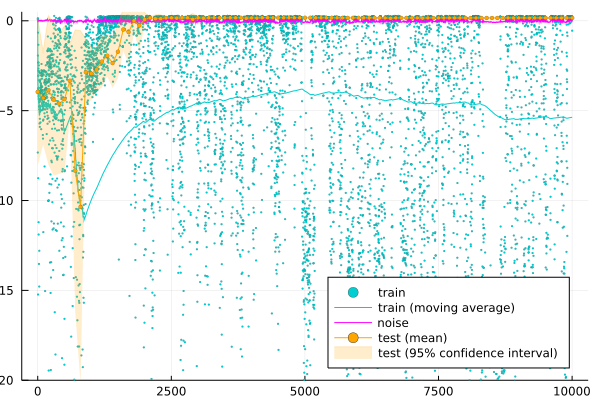 0
-5
10
15
20
0
2500
5000
7500
10000
train
train (moving average)
noise
test (mean)
test (95% confidence interval)